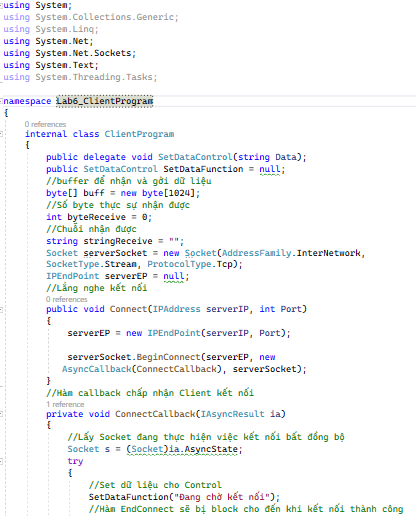 using System;
using System.Collections.Generic;
using System.Linq;
using System.Net;
using System.Net.Sockets;
using System.Text;
using System.Threading.Tasks;
namespace Lab6_ClientProgram
{
0 references
internal class ClientProgram
{
public delegate void SetDataControl(string Data);
public SetDataControl SetDataFunction = null;
//buffer để nhận và gởi dữ liệu
byte[] buff = new byte[1024];
//Số byte thực sự nhận được
int byteReceive = 0;
//Chuỗi nhận được
string stringReceive = "";
Socket serverSocket = new Socket(AddressFamily.InterNetwork,
SocketType.Stream, ProtocolType.Tcp);
IPEndPoint serverEP = null;
//Lắng nghe kết nối
0 references
public void Connect(IPAddress serverIP, int Port)
{
serverEP = new IPEndPoint(serverIP, Port);
serverSocket.BeginConnect(serverEP, new
AsyncCallback(ConnectCallback), serverSocket);
}
//Hàm callback chấp nhận Client kết nối
1 reference
private void ConnectCallback(IAsyncResult ia)
{
//Lấy Socket đang thực hiện việc kết nối bất đồng bộ
Socket s = (Socket)ia.AsyncState;
try
{
//Set dữ liệu cho Control
SetDataFunction("Đang chờ kết nối");
//Hàm EndConnect sẽ bị block cho đến khi kết nối thành công